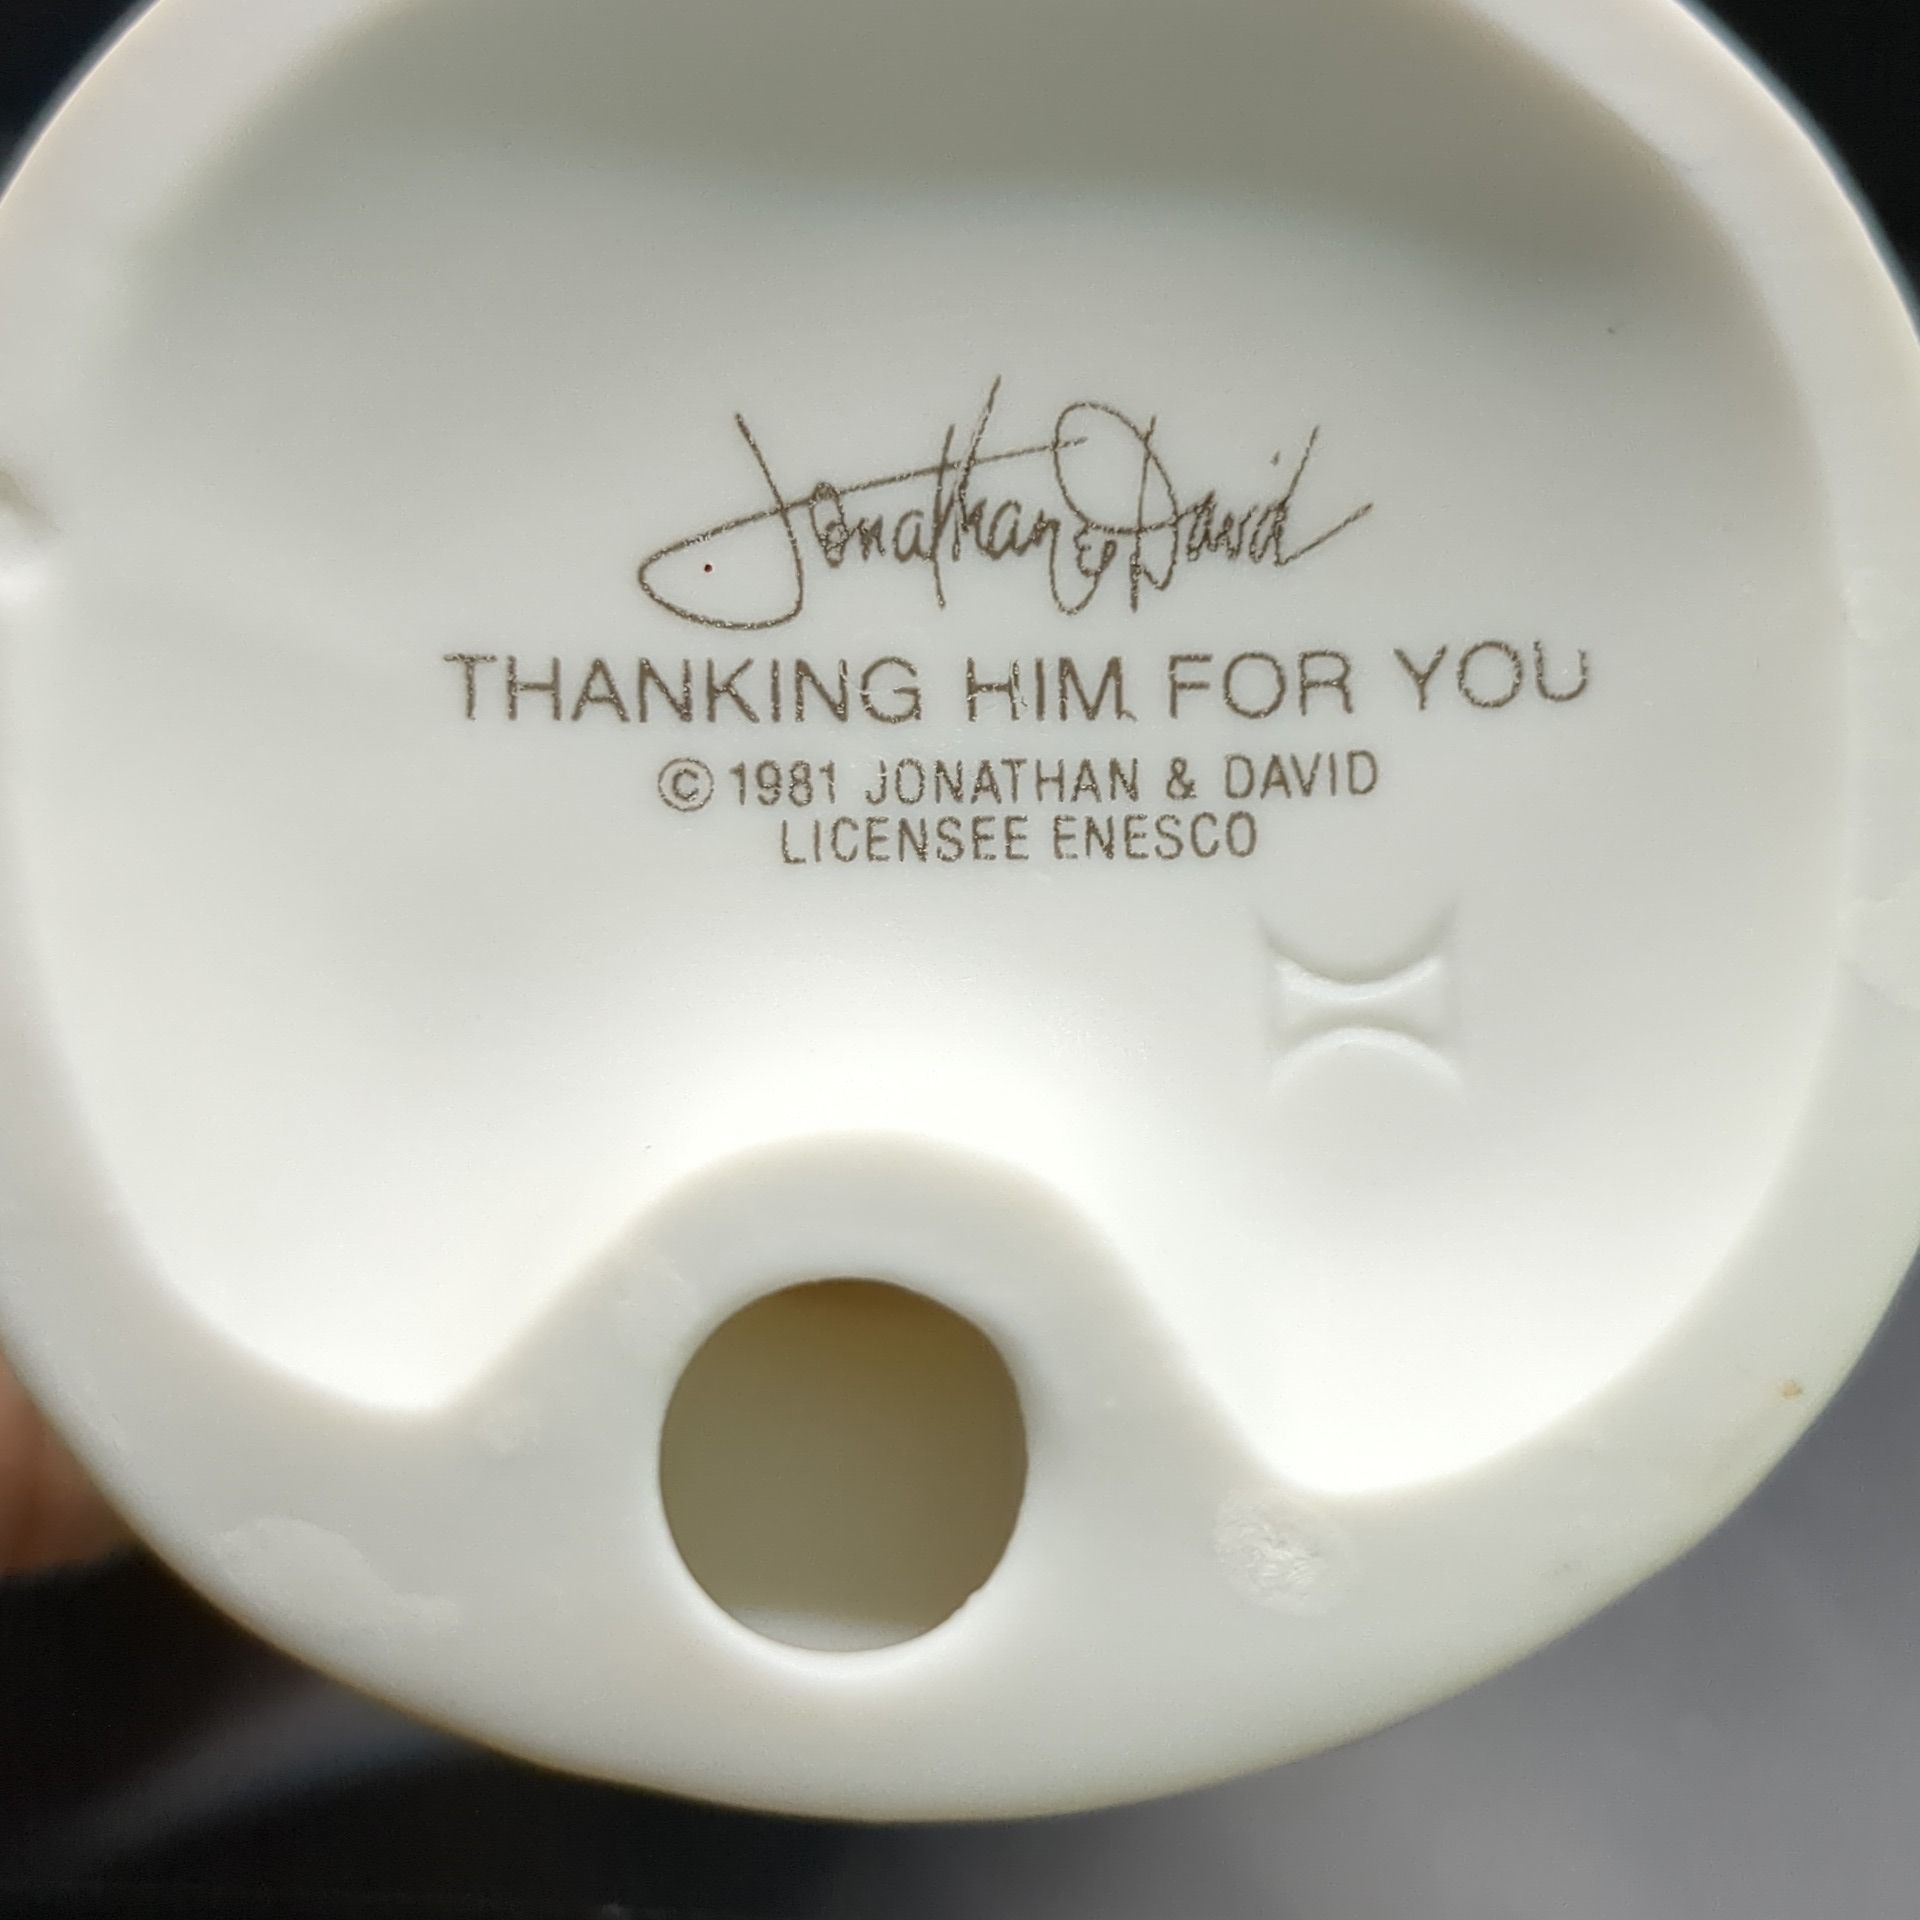 Jonathan & David
THANKING HIM FOR YOU
© 1981 JONATHAN & DAVID
LICENSEE ENESCO